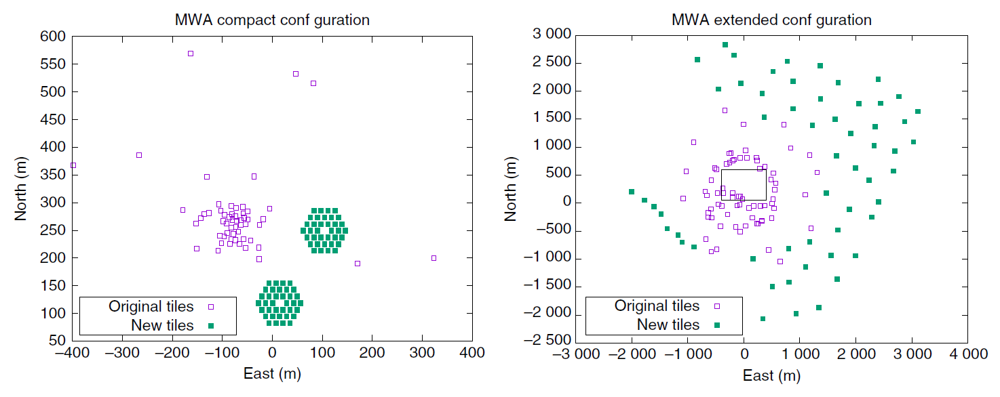 MWA compact conf guration
600
550
500
450
400
350
300
250
200
150
100
50
North (m)
Original tiles
New tiles
−400 −300 −200 −100 0 100 200 300 400
East (m)
MWA extended conf guration
3 000
2 500
2 000
1 500
1 000
500
0
−500
−1 000
−1 500
−2 000
−2 500
North (m)
Original tiles
New tiles
−3 000 −2 000 −1 000 0 1 000 2 000 3 000 4 000
East (m)